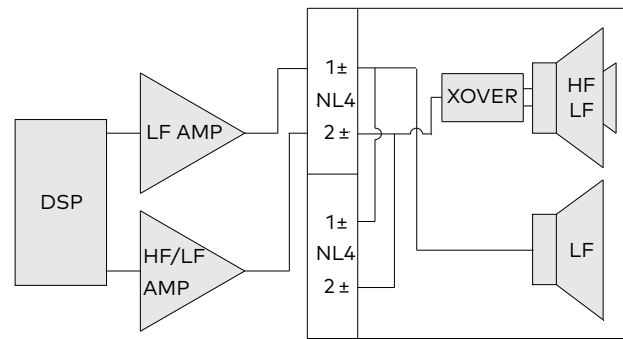 DSP
LF AMP
HF/LF
AMP
1±
NL4
2±
1±
NL4
2±
XOVER
HF
LF
LF